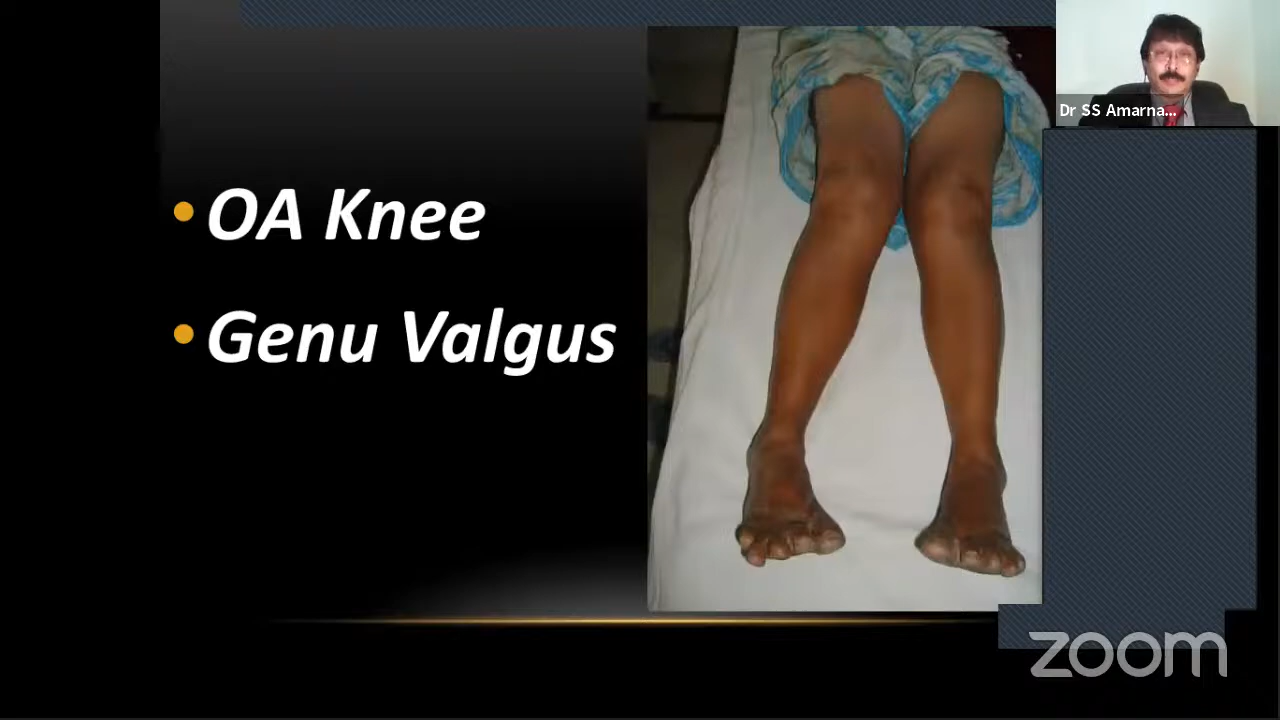 Dr SS Amarna...
• OA Knee
• Genu Valgus
zoom